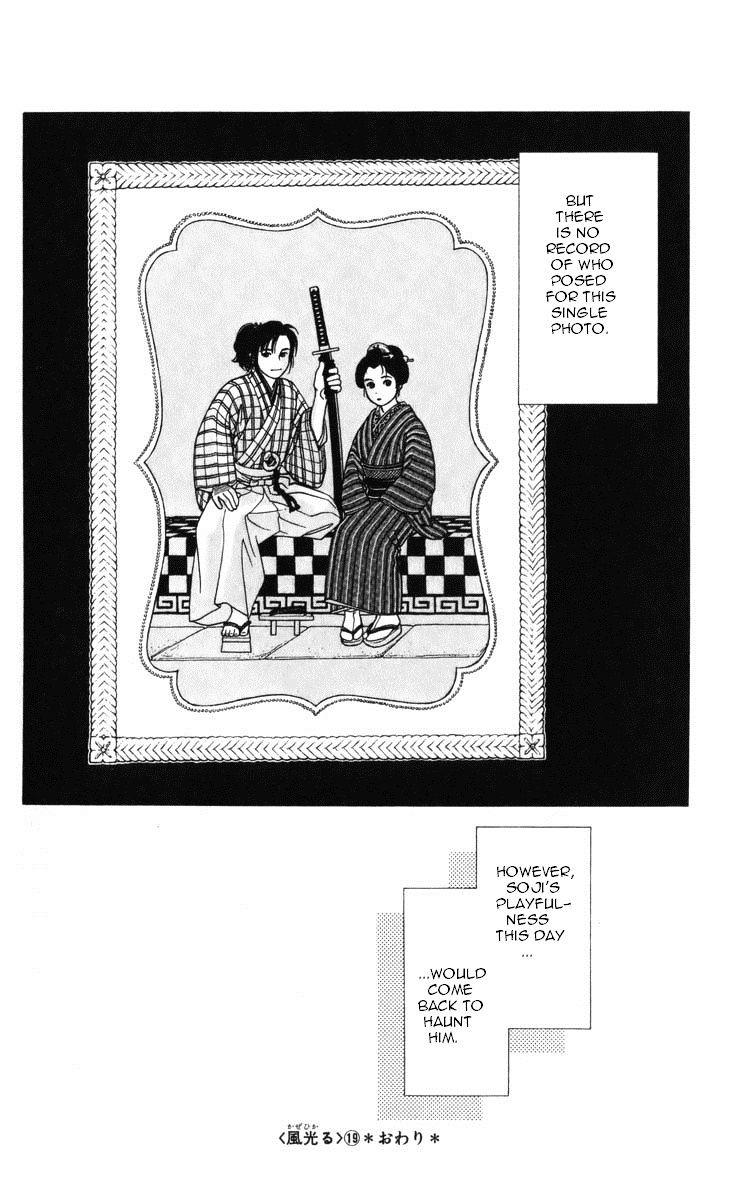 BUT
THERE
IS NO
RECORD
OF WHO
POSED
FOR THIS
SINGLE
PHOTO.
HOWEVER,
SOJI'S
PLAYFUL-
NESS
THIS DAY
...
...WOULD
COME
BACK TO
HAUNT
HIM.
かぜひか
〈風光る〉⑲*おわり*